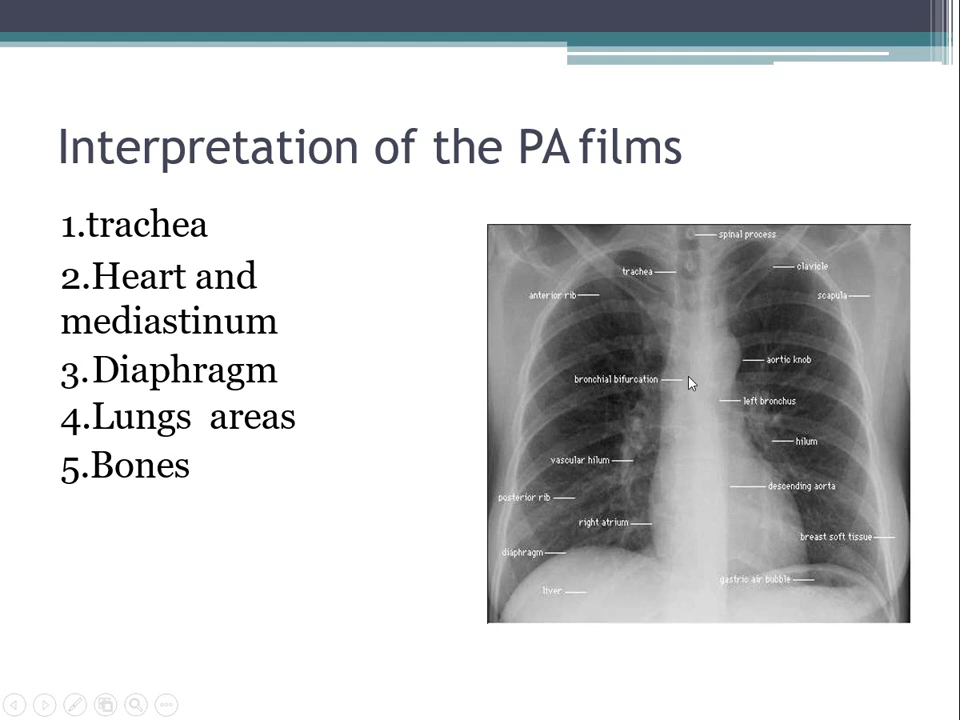 Interpretation of the PA films
1.trachea
2.Heart and
mediastinum
3.Diaphragm
4.Lungs areas
5.Bones
spinal process
trachea
clavicle
anterior rib
scapula
aortic knob
bronchial bifurcation
left bronchus
hilum
vascular hilum
descending aorta
posterior rib
right atrium
breast soft tissue
diaphragm
gastric air bubble
liver